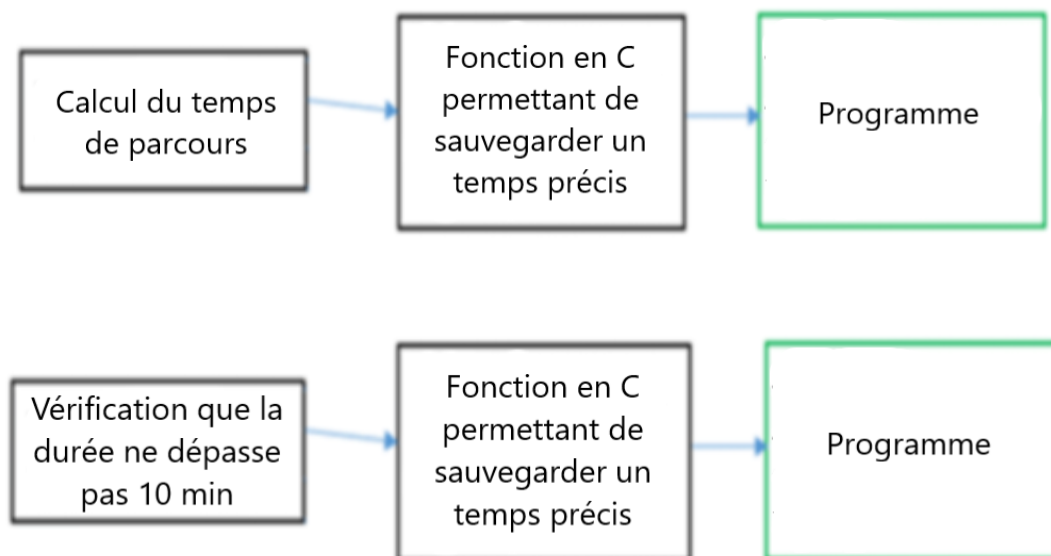 Calcul du temps
de parcours
Fonction en C
permettant de
sauvegarder un
temps précis
Programme
Vérification que la
durée ne dépasse
pas 10 min
Fonction en C
permettant de
sauvegarder un
temps précis
Programme